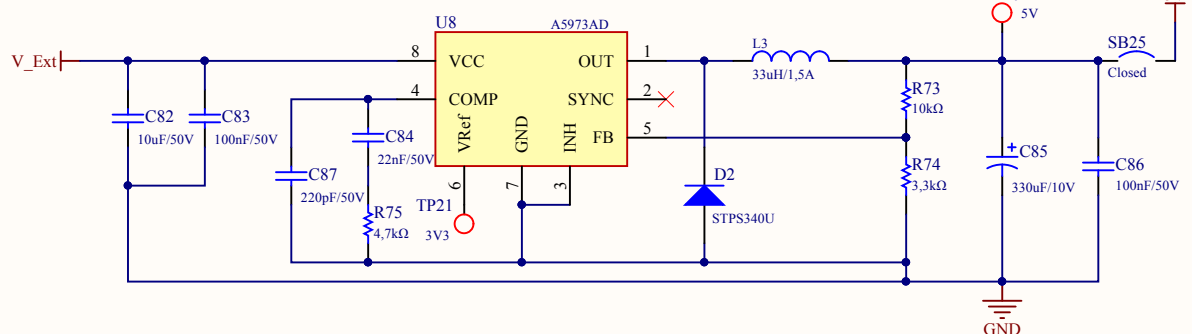 U8
A5973AD
5V
V_Ext
8
VCC
OUT
1
L3
33uH/1,5A
SB25
Closed
4
COMP
SYNC
2
R73
10kΩ
C82
10uF/50V
C83
100nF/50V
C84
22nF/50V
VRef
GND
INH
FB
5
C87
220pF/50V
6
7
3
D2
STPS340U
R74
3,3kΩ
C85
330uF/10V
C86
100nF/50V
R75
4,7kΩ
TP21
3V3
GND